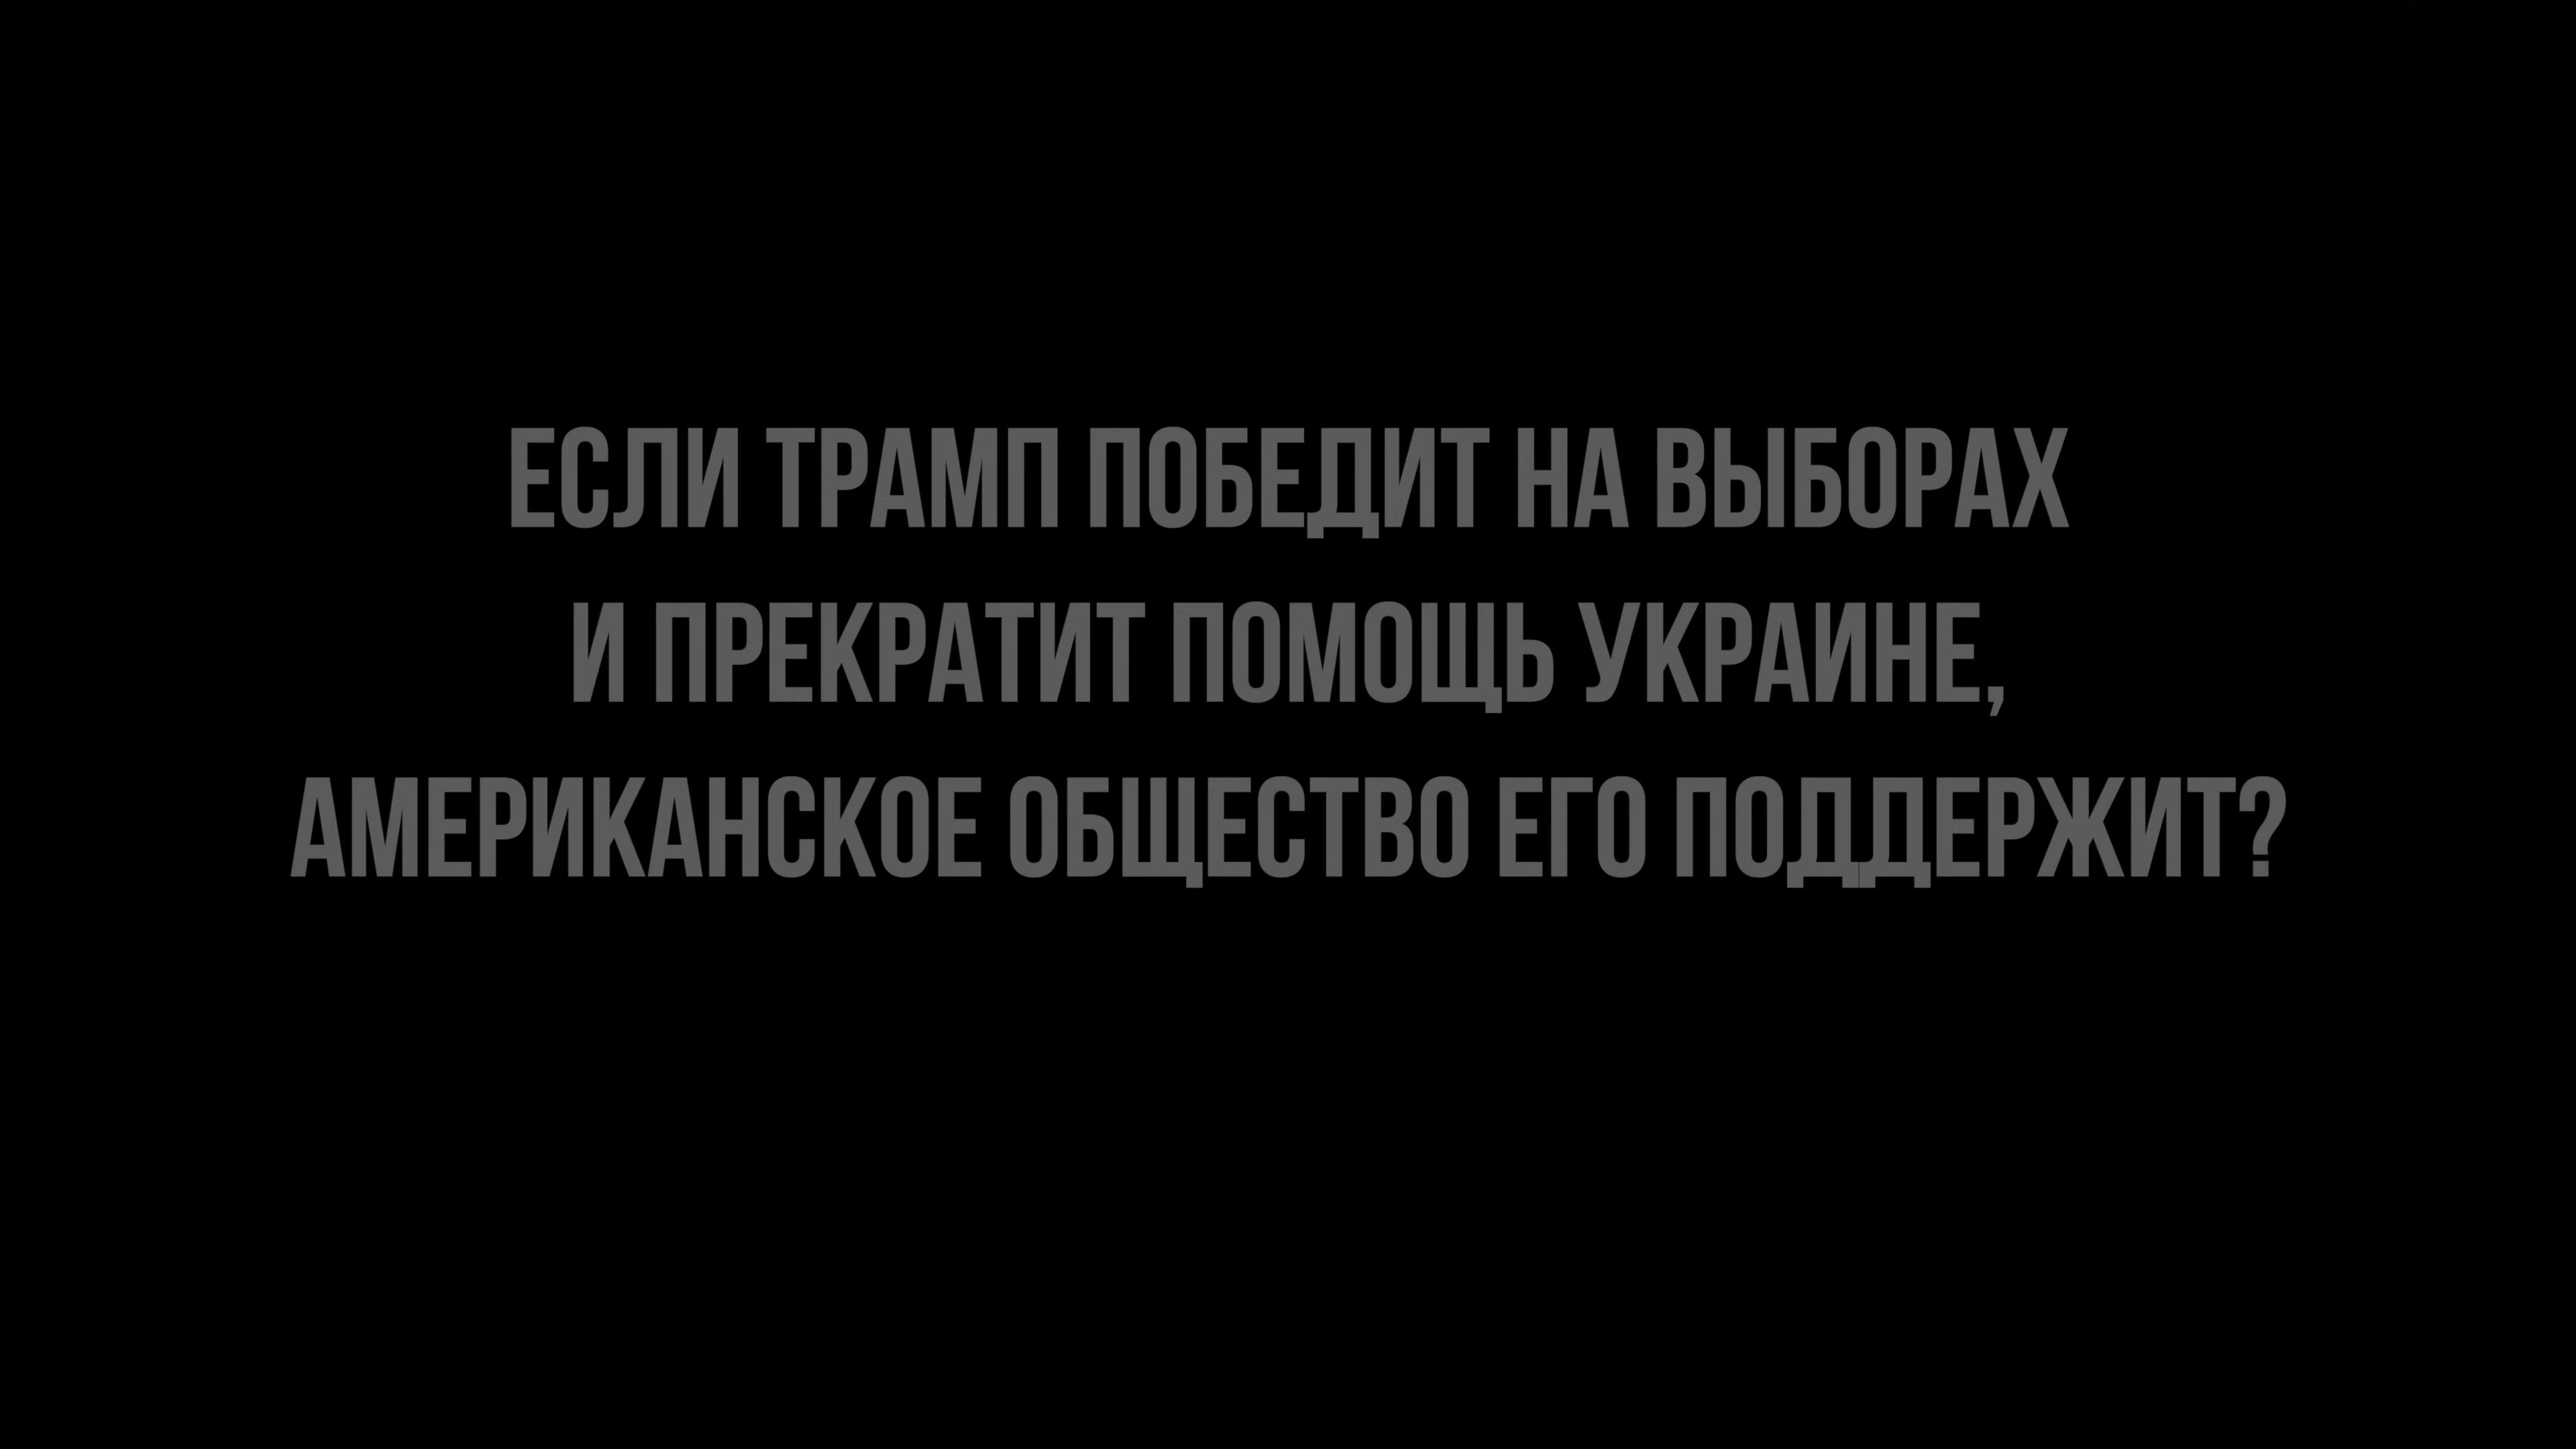 ЕСЛИ ТРАМП ПОБЕДИТ НА ВЫБОРАХ
И ПРЕКРАТИТ ПОМОЩЬ УКРАИНЕ,
АМЕРИКАНСКОЕ ОБЩЕСТВО ЕГО ПОДДЕРЖИТ?